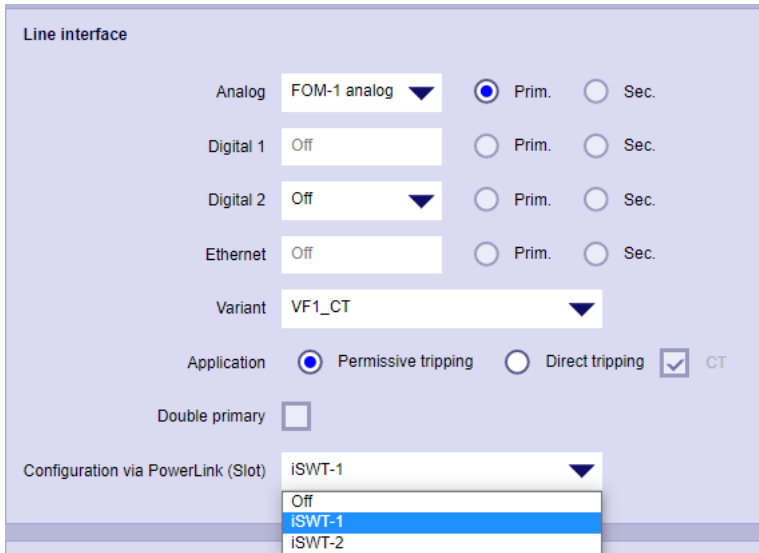 Line interface
Analog FOM-1 analog Prim. Sec.
Digital 1 Off Prim. Sec.
Digital 2 Off Prim. Sec.
Ethernet Off Prim. Sec.
Variant VF1_CT
Application Permissive tripping Direct tripping CT
Double primary
Configuration via PowerLink (Slot) iSWT-1
Off
iSWT-1
iSWT-2